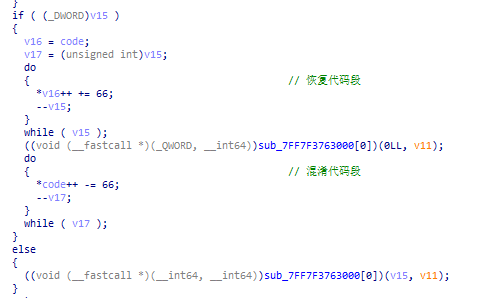 }
if ( (_DWORD)v15 )
{
v16 = code;
v17 = (unsigned int)v15;
do
{ // 恢复代码段
*v16++ += 66;
--v15;
}
while ( v15 );
((void (__fastcall *)(_QWORD, __int64))sub_7FF7F3763000[0])(0LL, v11);
do
{ // 混淆代码段
*code++ -= 66;
--v17;
}
while ( v17 );
}
else
{
((void (__fastcall *)(__int64, __int64))sub_7FF7F3763000[0])(v15, v11);
}